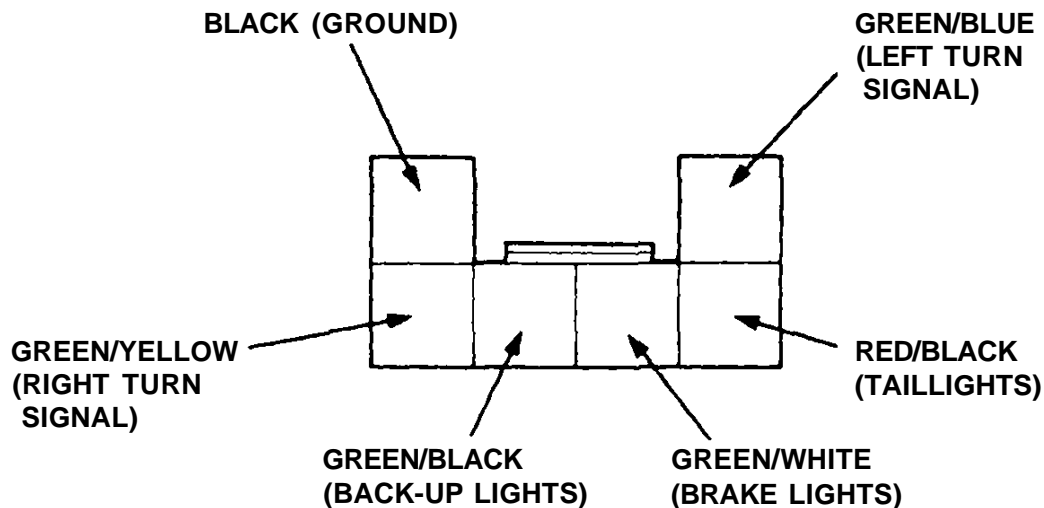 BLACK (GROUND)
GREEN/BLUE
(LEFT TURN
SIGNAL)
GREEN/YELLOW
(RIGHT TURN
SIGNAL)
RED/BLACK
(TAILLIGHTS)
GREEN/BLACK
(BACK-UP LIGHTS)
GREEN/WHITE
(BRAKE LIGHTS)